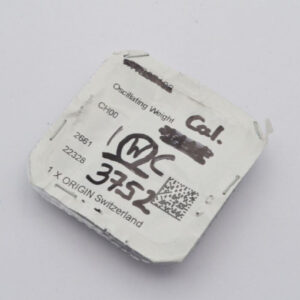 Oscillating Weight
CH00
Cal.
2661
22328
IWC
3752
1 X ORIGIN Switzerland